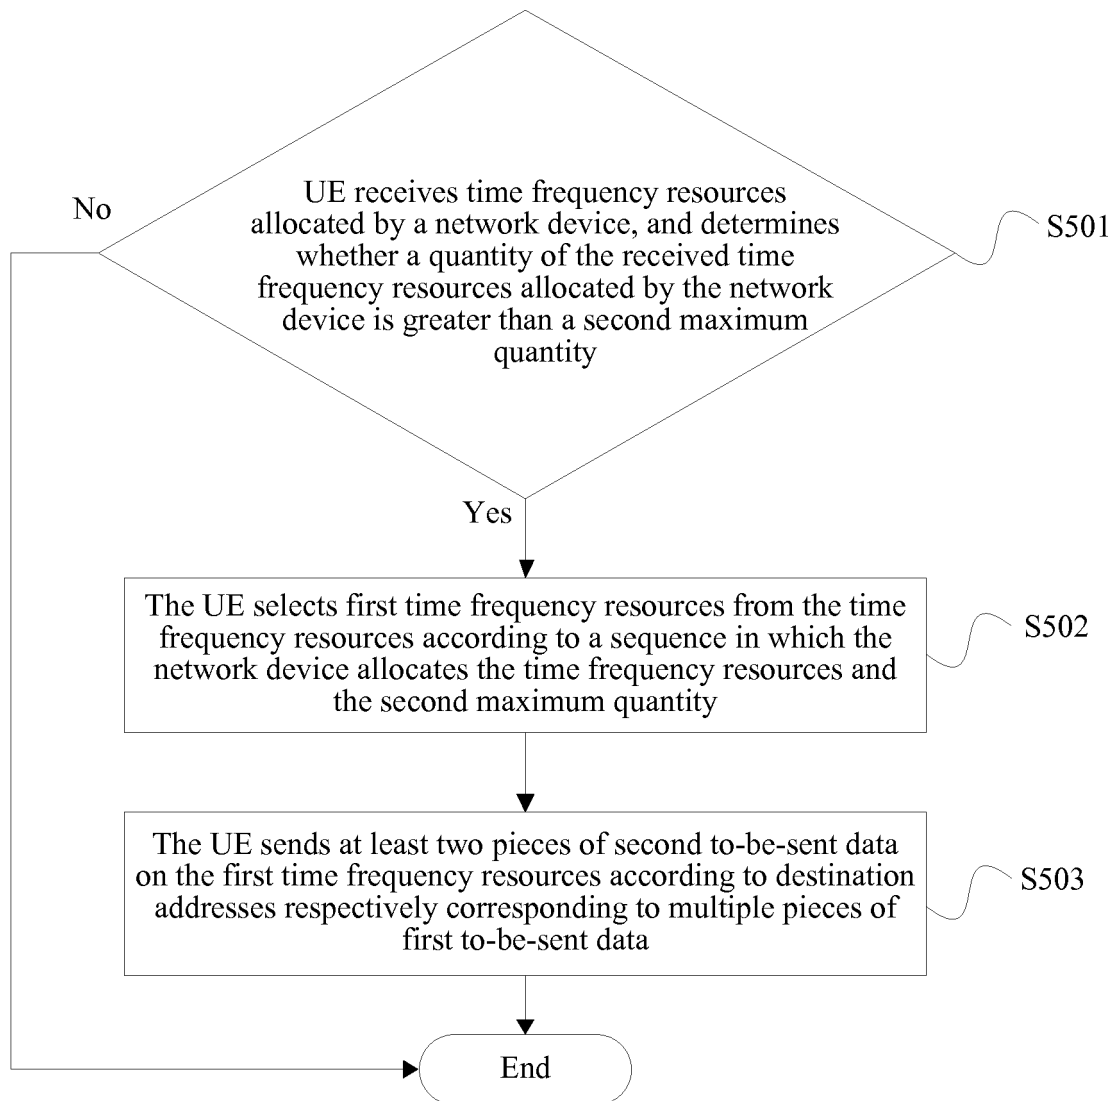 UE receives time frequency resources
allocated by a network device, and determines
whether a quantity of the received time
frequency resources allocated by the network
device is greater than a second maximum
quantity
No
S501
Yes
The UE selects first time frequency resources from the time
frequency resources according to a sequence in which the
network device allocates the time frequency resources and
the second maximum quantity
S502
The UE sends at least two pieces of second to-be-sent data
on the first time frequency resources according to destination
addresses respectively corresponding to multiple pieces of
first to-be-sent data
S503
End